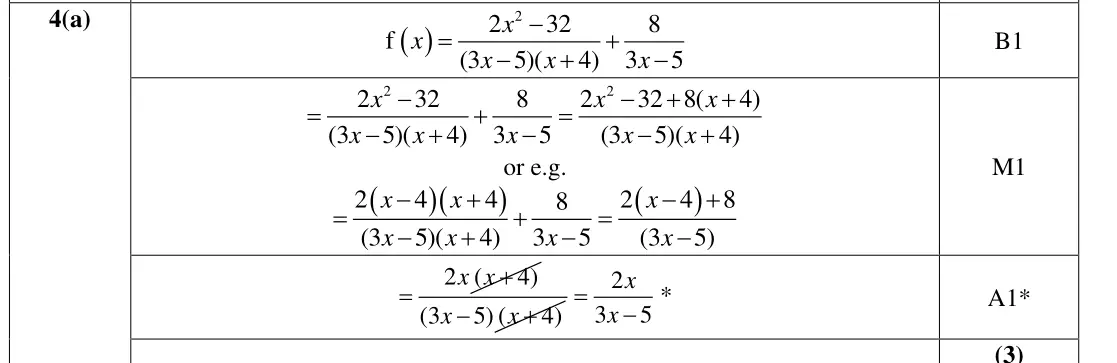 4(a)
f(x) = (2x² − 32)/((3x − 5)(x + 4)) + 8/(3x − 5)
B1
= (2x² − 32)/((3x − 5)(x + 4)) + 8/(3x − 5) = (2x² − 32 + 8(x + 4))/((3x − 5)(x + 4))
or e.g.
M1
= (2(x − 4)(x + 4))/((3x − 5)(x + 4)) + 8/(3x − 5) = (2(x − 4) + 8)/((3x − 5))
= (2x(x + 4))/((3x − 5)(x + 4)) = 2x/(3x − 5) *
A1*
(3)